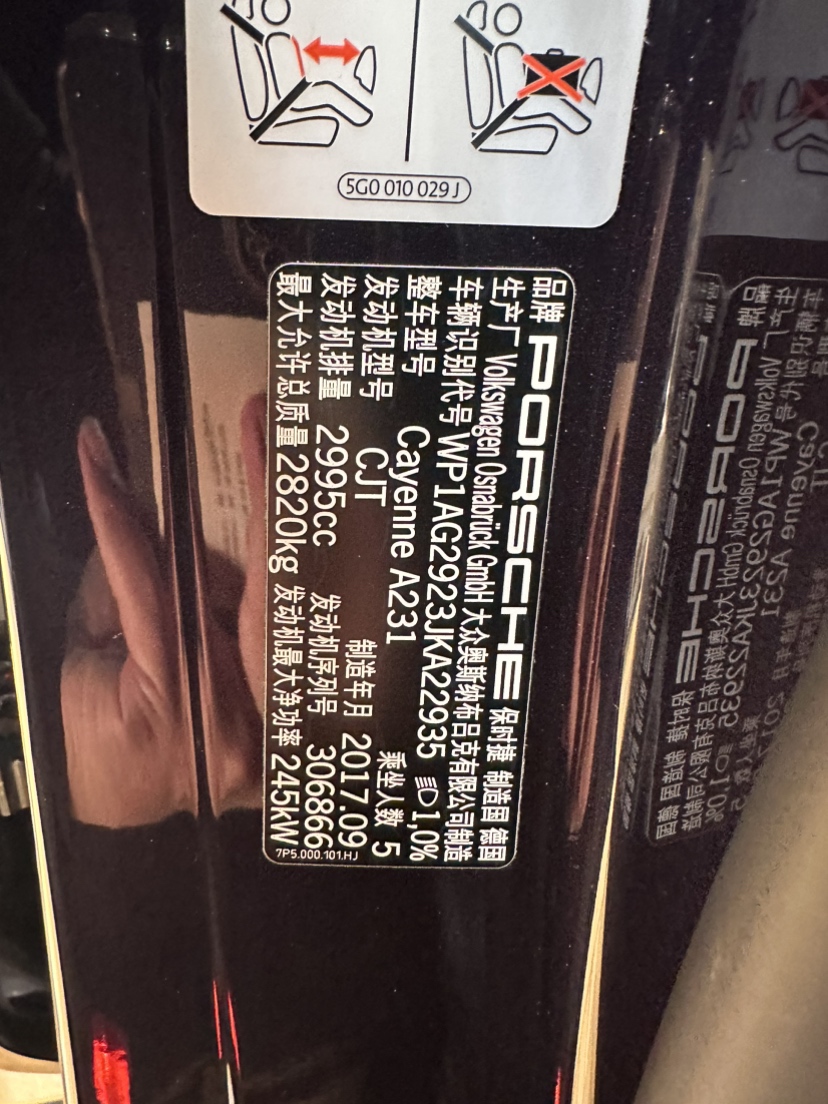 5G0 010 029 J
品牌 PORSCHE 保时捷 制造国 德国
生产厂 Volkswagen Osnabrück GmbH 大众奥斯纳布吕克有限公司制造
车辆识别代号 WP1AG2923JKA22935 1,0%
整车型号 Cayenne A231 乘坐人数 5
发动机型号 CJT 制造年月 2017.09
发动机排量 2995cc 发动机序列号 306866
最大允许总质量 2820kg 发动机最大净功率 245kW
7P5.000.101.HJ